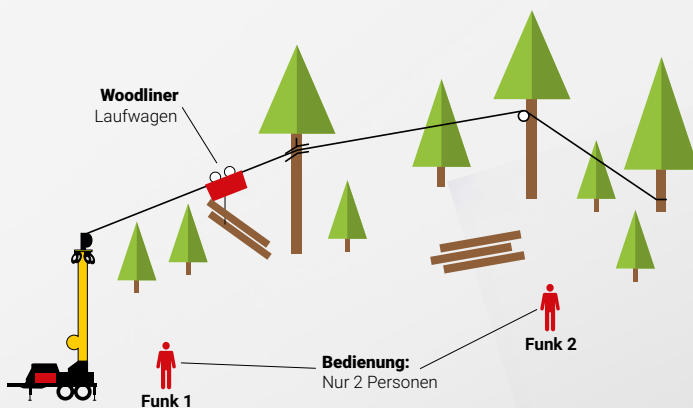 Woodliner
Laufwagen
Funk 2
Bedienung:
Nur 2 Personen
Funk 1